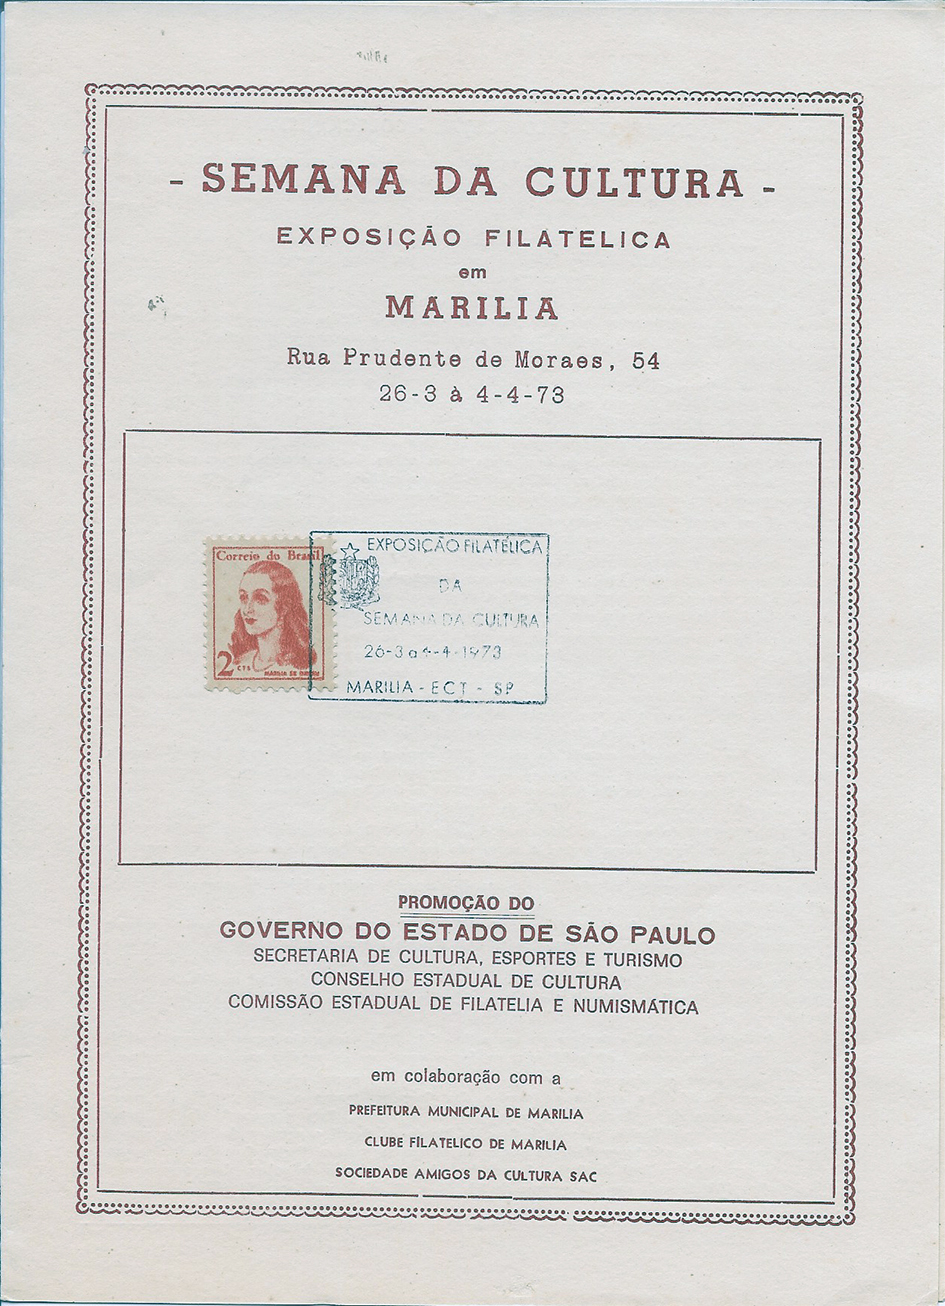 - SEMANA DA CULTURA -
EXPOSIÇÃO FILATELICA
em
MARILIA
Rua Prudente de Moraes, 54
26-3 à 4-4-73
Correio do Brasil
2 CTS
MARILIA DE DIRCEU
EXPOSIÇÃO FILATÉLICA
DA
SEMANA DA CULTURA
26-3 a 4-4-1973
MARILIA - ECT - SP
PROMOÇÃO DO
GOVERNO DO ESTADO DE SÃO PAULO
SECRETARIA DE CULTURA, ESPORTES E TURISMO
CONSELHO ESTADUAL DE CULTURA
COMISSÃO ESTADUAL DE FILATELIA E NUMISMÁTICA
em colaboração com a
PREFEITURA MUNICIPAL DE MARILIA
CLUBE FILATELICO DE MARILIA
SOCIEDADE AMIGOS DA CULTURA SAC